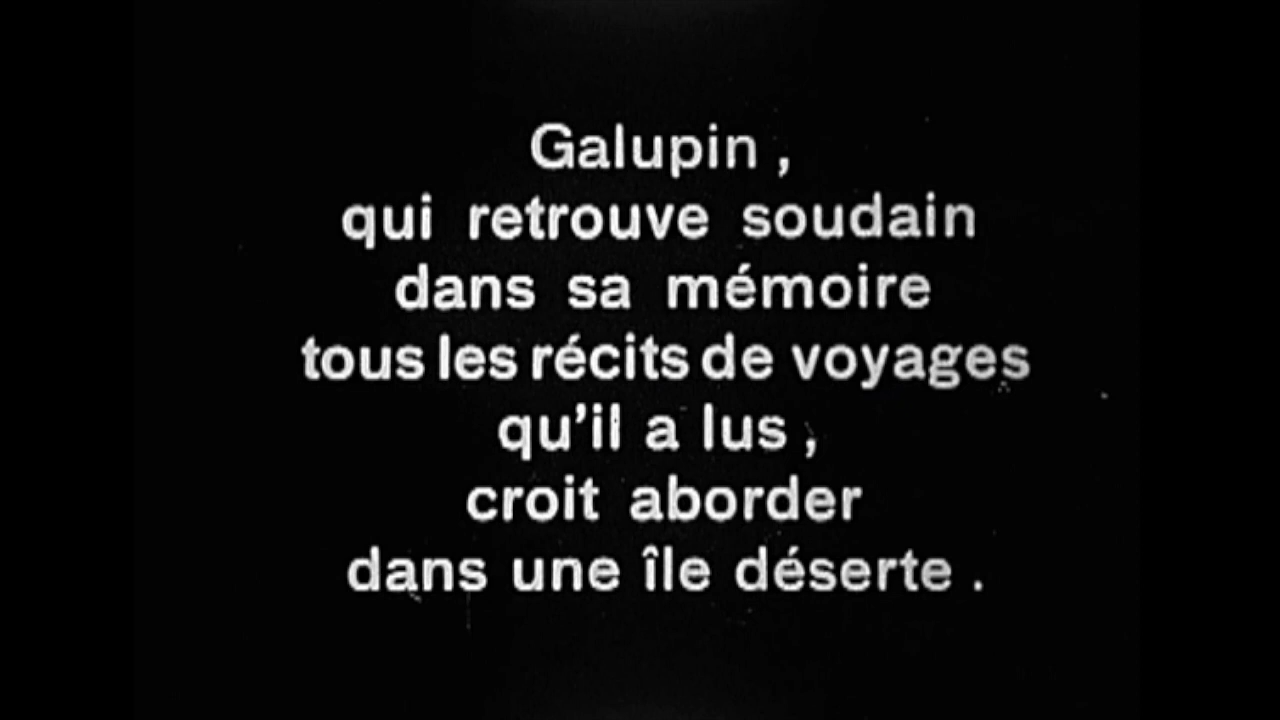 Galupin ,
qui retrouve soudain
dans sa mémoire
tous les récits de voyages
qu'il a lus ,
croit aborder
dans une île déserte .